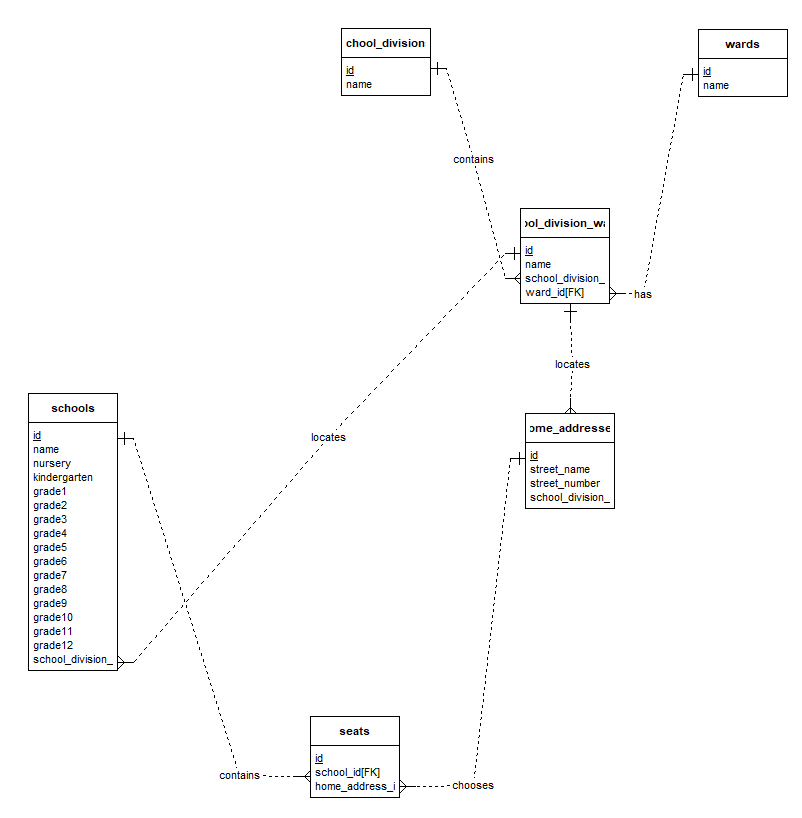 chool_division
id
name
wards
id
name
contains
ool_division_wa
id
name
school_division_
ward_id[FK]
has
locates
schools
id
name
nursery
kindergarten
grade1
grade2
grade3
grade4
grade5
grade6
grade7
grade8
grade9
grade10
grade11
grade12
school_division_
locates
ome_addresse
id
street_name
street_number
school_division_
seats
id
school_id[FK]
home_address_i
contains
chooses